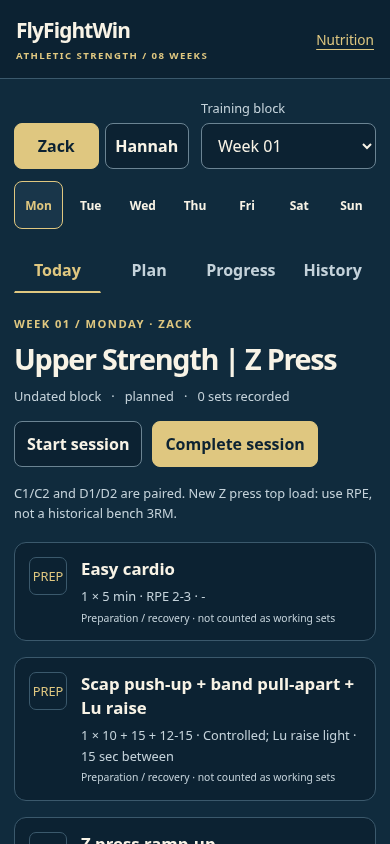 FlyFightWin
ATHLETIC STRENGTH / 08 WEEKS
Nutrition
Training block
Zack
Hannah
Week 01
Mon
Tue
Wed
Thu
Fri
Sat
Sun
Today
Plan
Progress
History
WEEK 01 / MONDAY · ZACK
Upper Strength | Z Press
Undated block · planned · 0 sets recorded
Start session
Complete session
C1/C2 and D1/D2 are paired. New Z press top load: use RPE,
not a historical bench 3RM.
PREP
Easy cardio
1 × 5 min · RPE 2-3 · -
Preparation / recovery · not counted as working sets
PREP
Scap push-up + band pull-apart +
Lu raise
1 × 10 + 15 + 12-15 · Controlled; Lu raise light ·
15 sec between
Preparation / recovery · not counted as working sets
Z press ramp-up